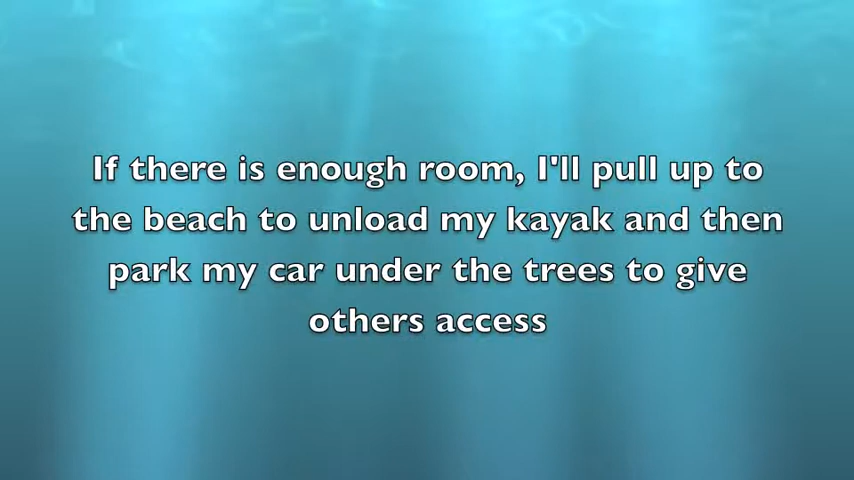 If there is enough room, I'll pull up to
the beach to unload my kayak and then
park my car under the trees to give
others access